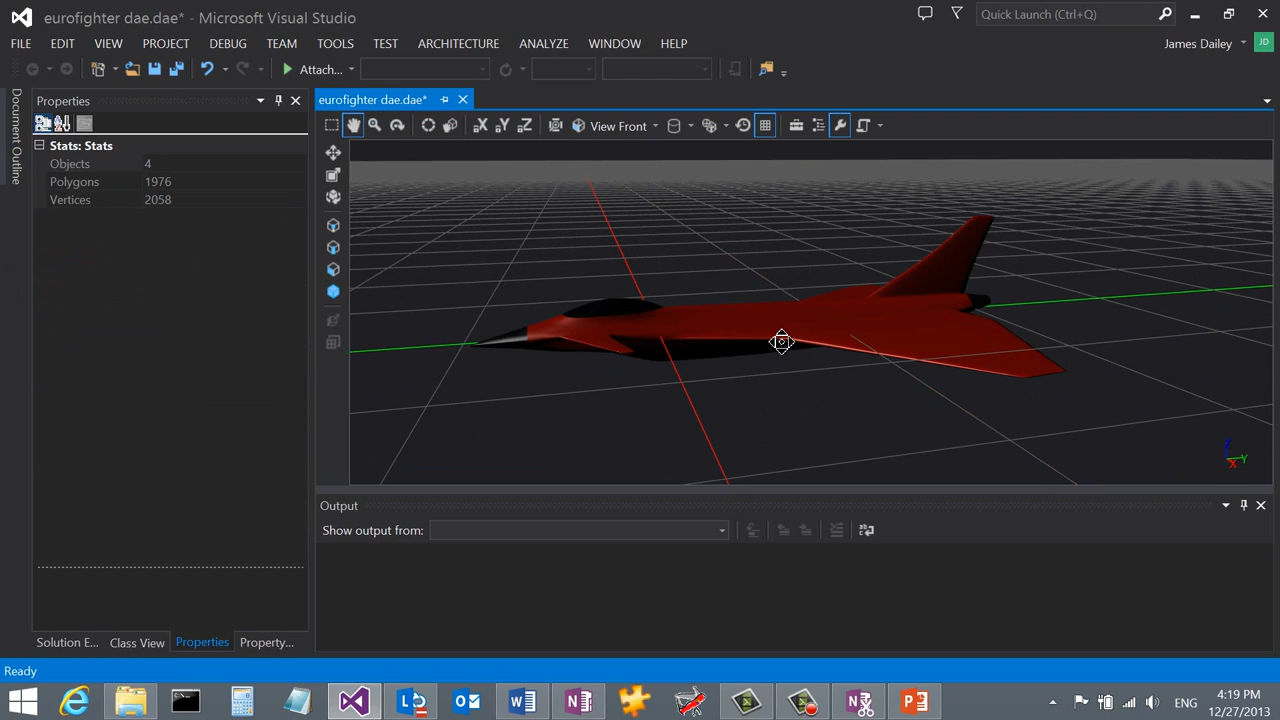 eurofighter dae.dae* - Microsoft Visual Studio
Quick Launch (Ctrl+Q)
FILE EDIT VIEW PROJECT DEBUG TEAM TOOLS TEST ARCHITECTURE ANALYZE WINDOW HELP
James Dailey
JD
Attach...
Document Outline
Properties
eurofighter dae.dae*
X Y Z View Front
Stats: Stats
Objects 4
Polygons 1976
Vertices 2058
Z
Y
X
Output
Show output from:
Solution E... Class View Properties Property...
Ready
ENG
4:19 PM
12/27/2013